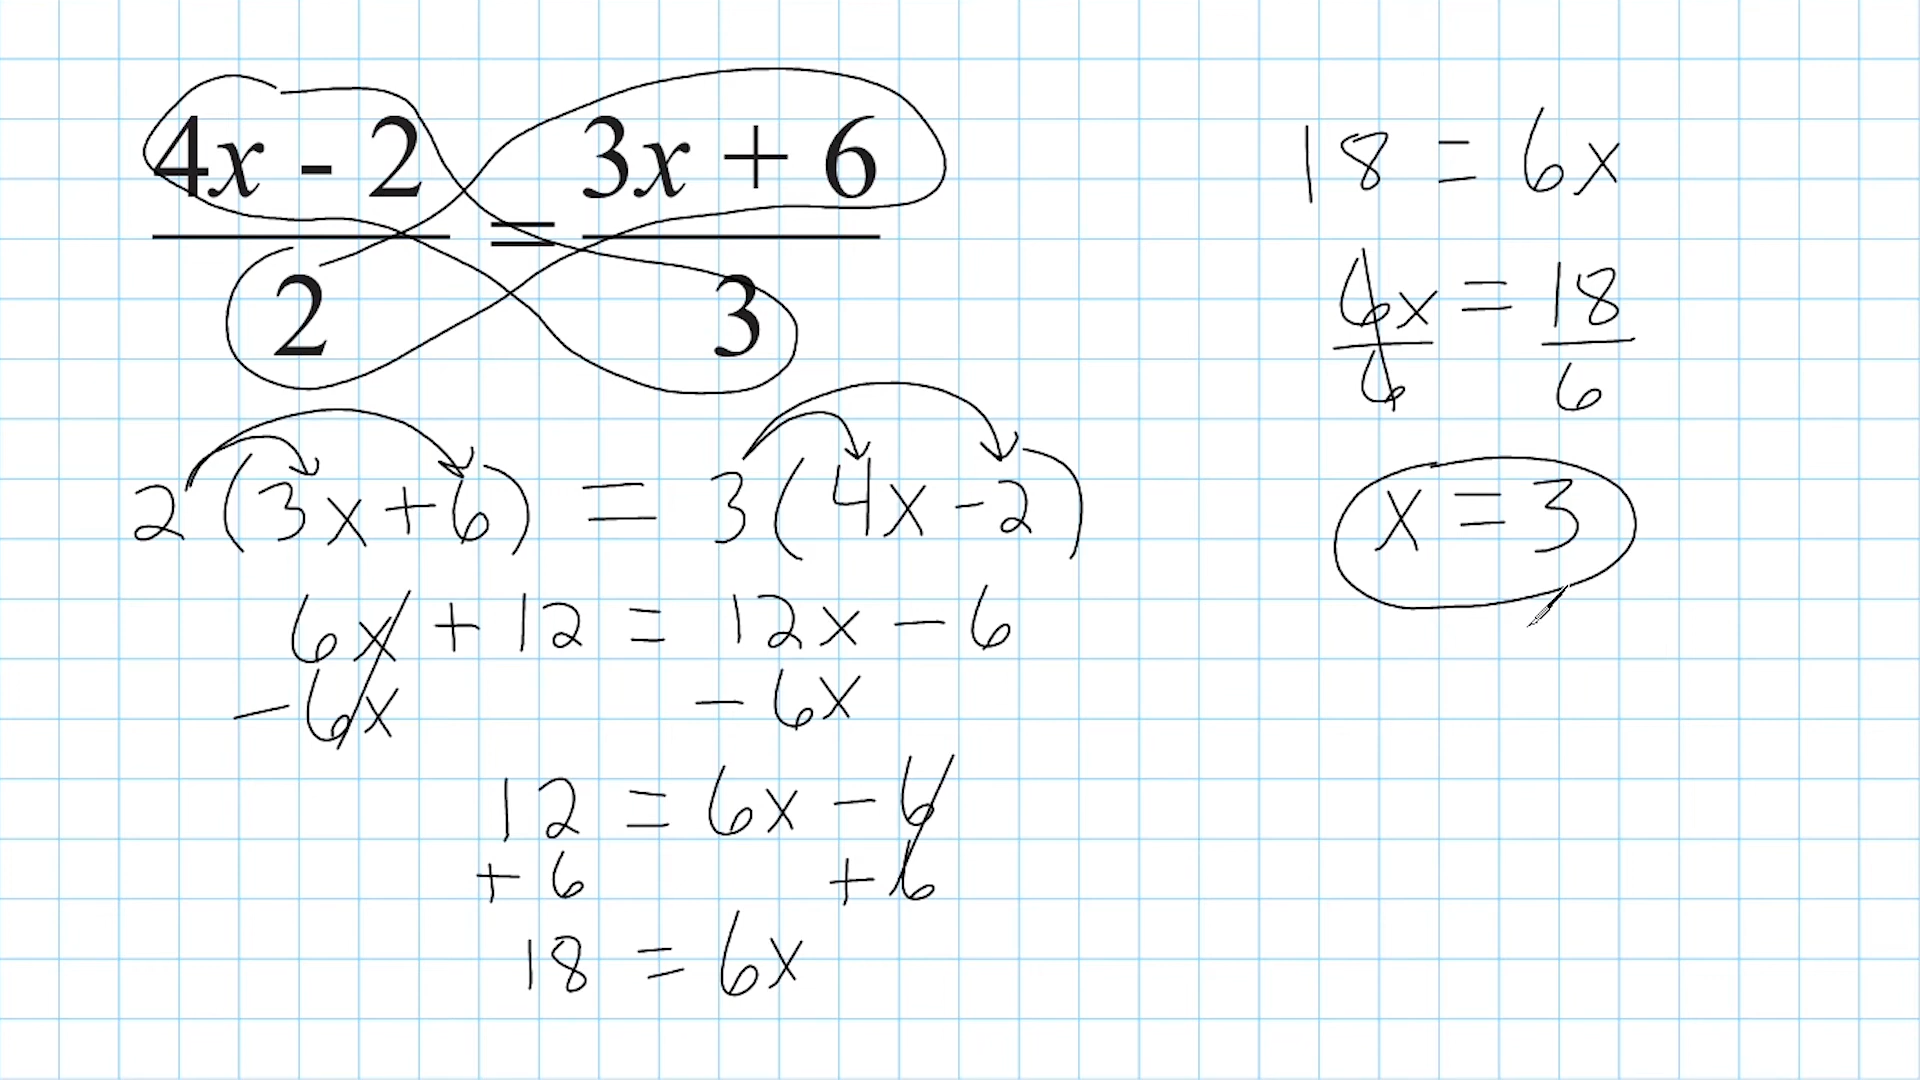 4x - 2 = 3x + 6
2 3
2(3x+6) = 3(4x-2)
6x + 12 = 12x - 6
-6x -6x
12 = 6x - 6
+ 6 + 6
18 = 6x
18 = 6x
6x = 18
6 6
x = 3